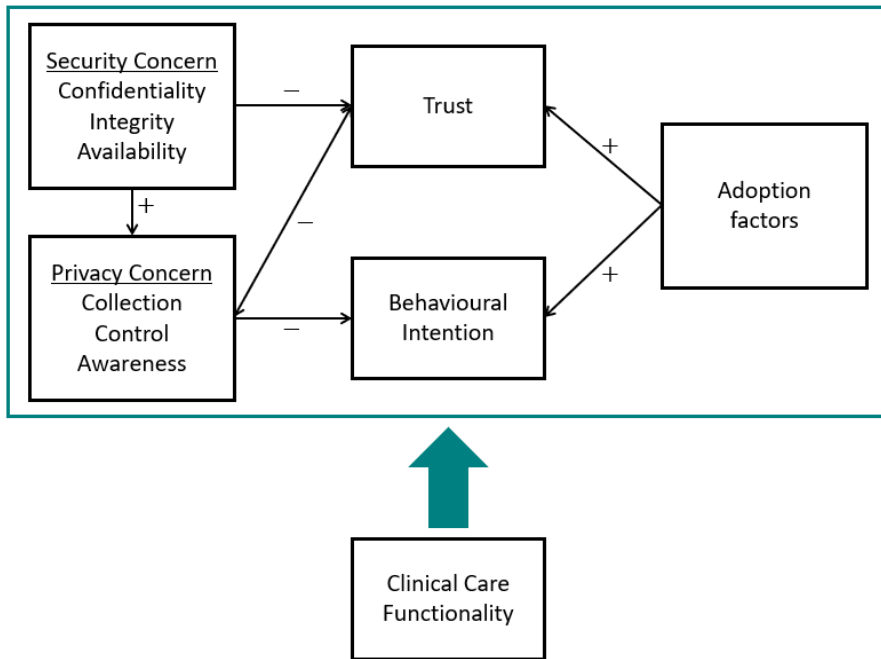 Security Concern
Confidentiality
Integrity
Availability
−
Trust
+
Adoption
factors
+
−
Privacy Concern
Collection
Control
Awareness
−
Behavioural
Intention
+
Clinical Care
Functionality